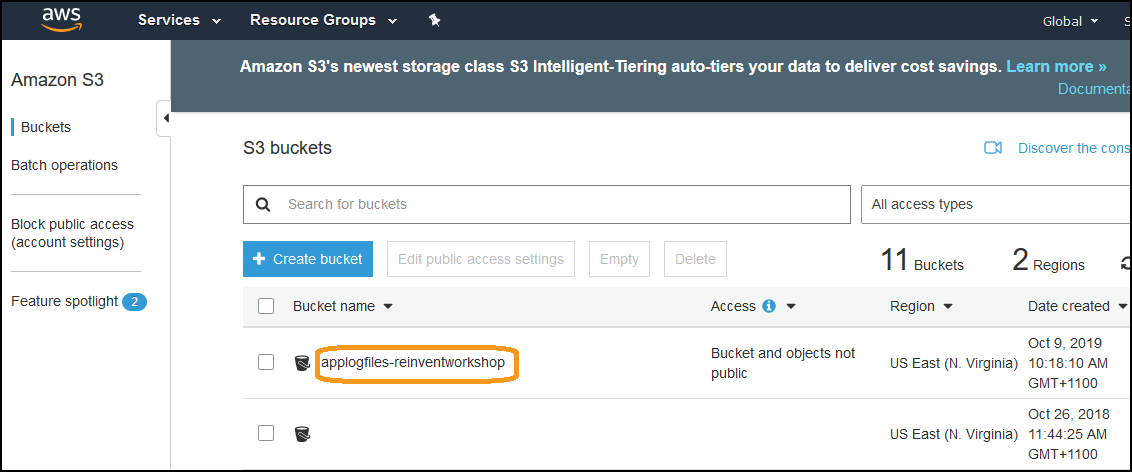 aws Services Resource Groups Global
Amazon S3's newest storage class S3 Intelligent-Tiering auto-tiers your data to deliver cost savings. Learn more »
Amazon S3
Buckets
Batch operations
Block public access
(account settings)
Feature spotlight 2
S3 buckets
Discover the
Search for buckets
All access types
Create bucket Edit public access settings Empty Delete
11 Buckets 2 Regions
Bucket name Access Region Date created
applogfiles-reinventworkshop
Bucket and objects not
public
US East (N. Virginia)
Oct 9, 2019
10:18:10 AM
GMT+1100
US East (N. Virginia)
Oct 26, 2018
11:44:25 AM
GMT+1100